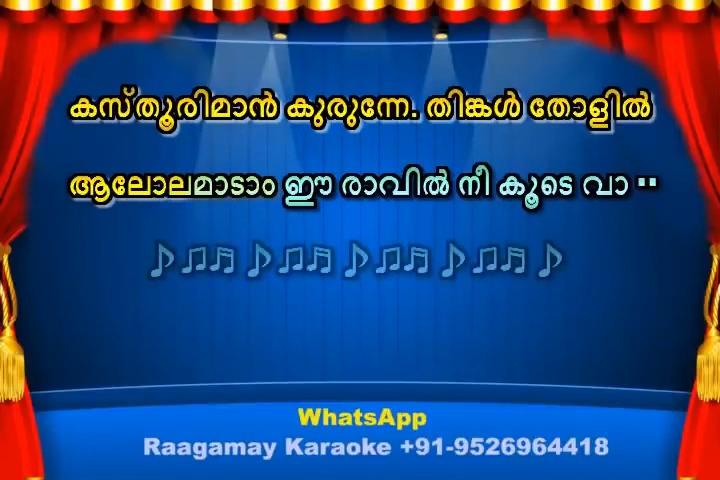 കസ്തൂരിമാൻ കുരുന്നേ. തിങ്കൾ തോളിൽ
ആലോലമാടാം ഈ രാവിൽ നീ കൂടെ വാ ▪▪
♪♫♬ ♪♫♬ ♪♫♬ ♪♫♬ ♪
WhatsApp
Raagamay Karaoke +91-9526964418